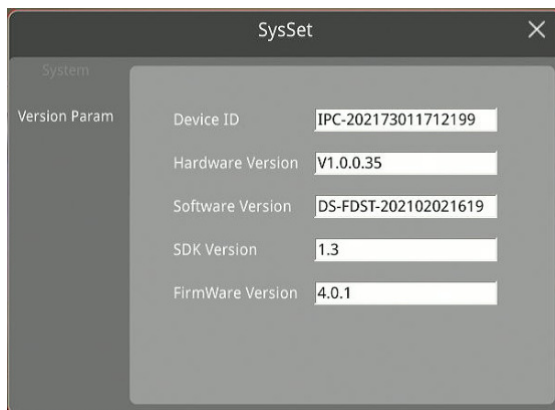 SysSet
System
Version Param
Device ID IPC-202173011712199
Hardware Version V1.0.0.35
Software Version DS-FDST-202102021619
SDK Version 1.3
FirmWare Version 4.0.1